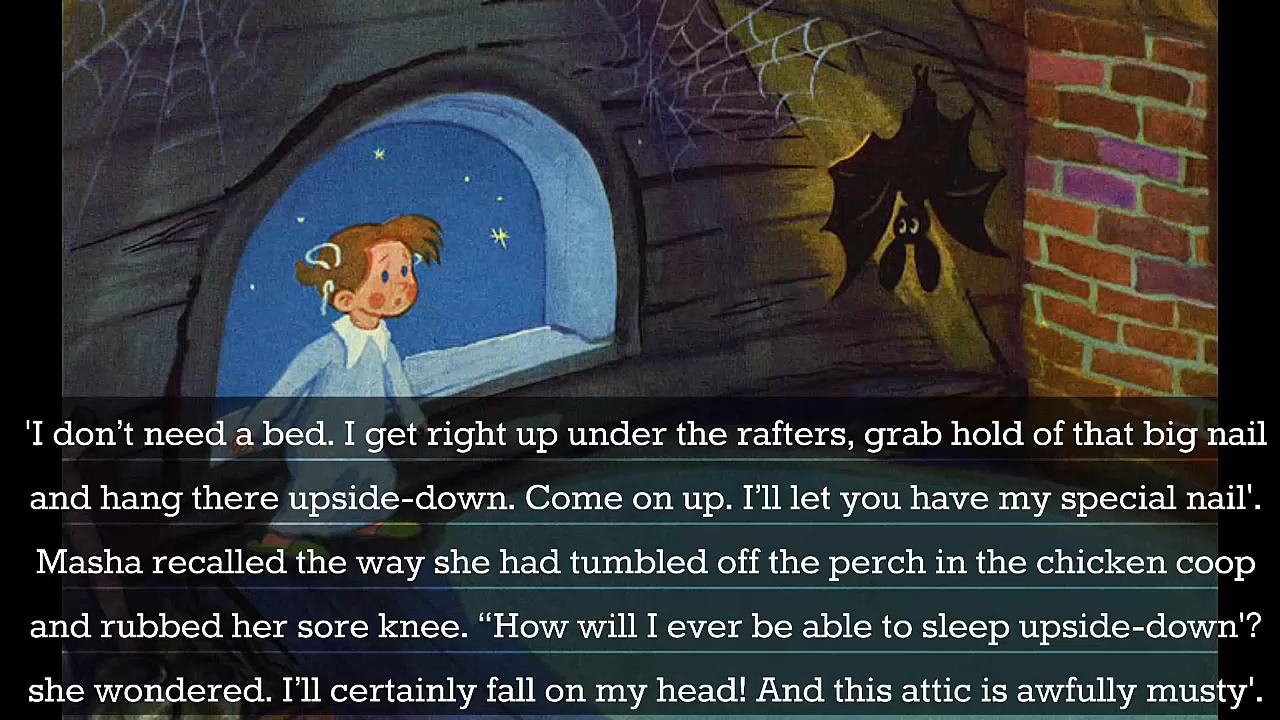 'I don’t need a bed. I get right up under the rafters, grab hold of that big nail
and hang there upside-down. Come on up. I’ll let you have my special nail'.
Masha recalled the way she had tumbled off the perch in the chicken coop
and rubbed her sore knee. “How will I ever be able to sleep upside-down'?
she wondered. I’ll certainly fall on my head! And this attic is awfully musty'.